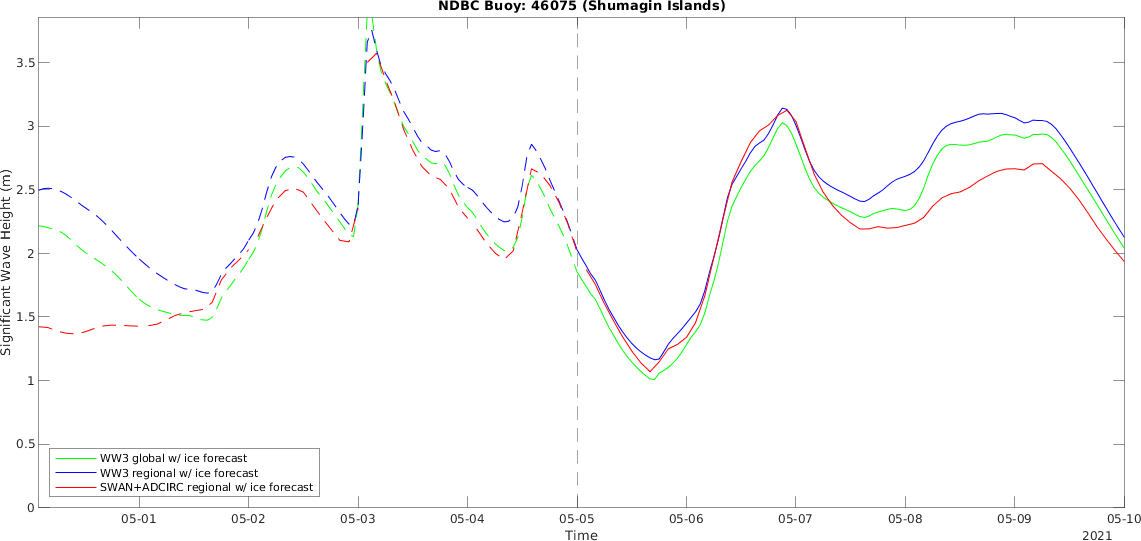 NDBC Buoy: 46075 (Shumagin Islands)
Significant Wave Height (m)
3.5
3
2.5
2
1.5
1
0.5
0
WW3 global w/ ice forecast
WW3 regional w/ ice forecast
SWAN+ADCIRC regional w/ ice forecast
05-01 05-02 05-03 05-04 05-05 05-06 05-07 05-08 05-09 05-10
Time
2021